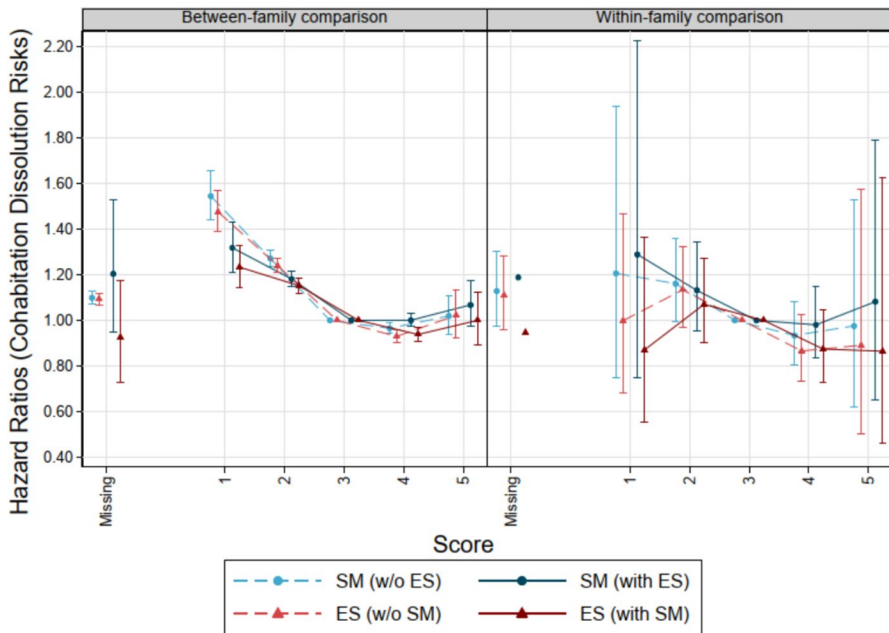 Between-family comparison
Within-family comparison
Hazard Ratios (Cohabitation Dissolution Risks)
2.20
2.00
1.80
1.60
1.40
1.20
1.00
0.80
0.60
0.40
Missing
1
2
3
4
5
Missing
1
2
3
4
5
Score
SM (w/o ES)
SM (with ES)
ES (w/o SM)
ES (with SM)